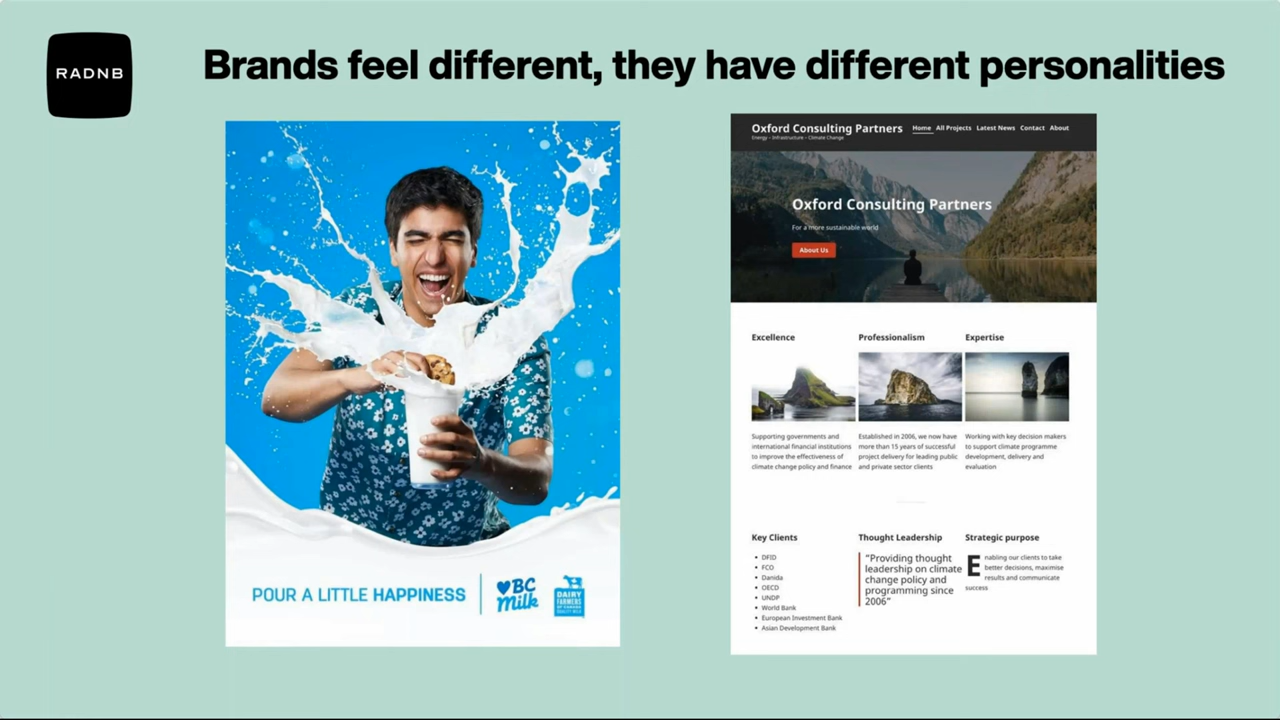 RADNB
Brands feel different, they have different personalities
POUR A LITTLE HAPPINESS
BC
milk
DAIRY
FARMERS
OF CANADA
QUALITY MILK
Oxford Consulting Partners
Energy – Infrastructure – Climate Change
Home All Projects Latest News Contact About
Oxford Consulting Partners
For a more sustainable world
About Us
Excellence
Supporting governments and
international financial institutions
to improve the effectiveness of
climate change policy and finance
Professionalism
Established in 2006, we now have
more than 15 years of successful
project delivery for leading public
and private sector clients
Expertise
Working with key decision makers
to support climate programme
development, delivery and
evaluation
Key Clients
• DFID
• FCO
• Danida
• OECD
• UNDP
• World Bank
• European Investment Bank
• Asian Development Bank
Thought Leadership
"Providing thought
leadership on climate
change policy and
programming since
2006"
Strategic purpose
Enabling our clients to take
better decisions, maximise
results and communicate
success